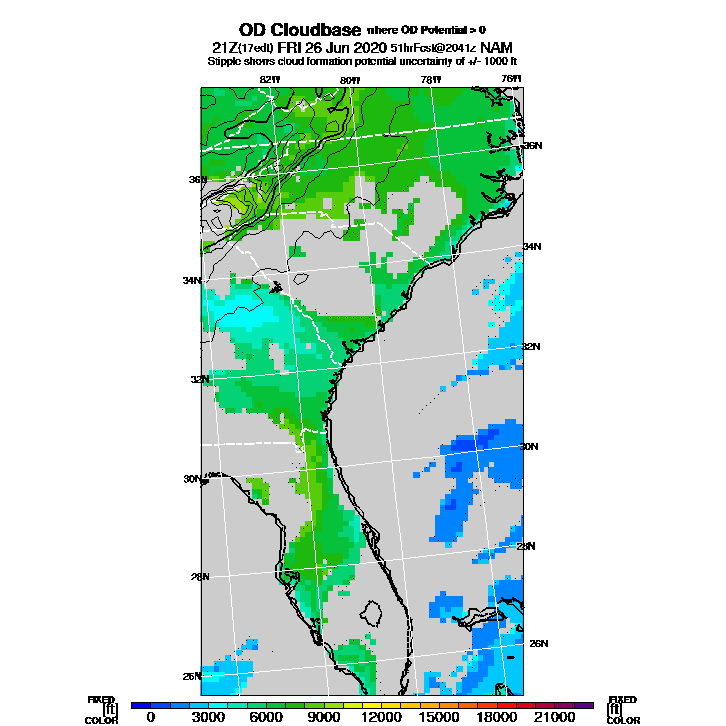 OD Cloudbase where OD Potential > 0
21Z(17edt) FRI 26 Jun 2020 51hrFcst@2041z NAM
Stipple shows cloud formation potential uncertainty of +/- 1000 ft
82W 80W 78W 76W
36N
36N
34N
34N
32N
32N
30N
30N
28N
28N
26N
26N
FIXED FIXED
[ft] [ft]
COLOR COLOR
0 3000 6000 9000 12000 15000 18000 21000